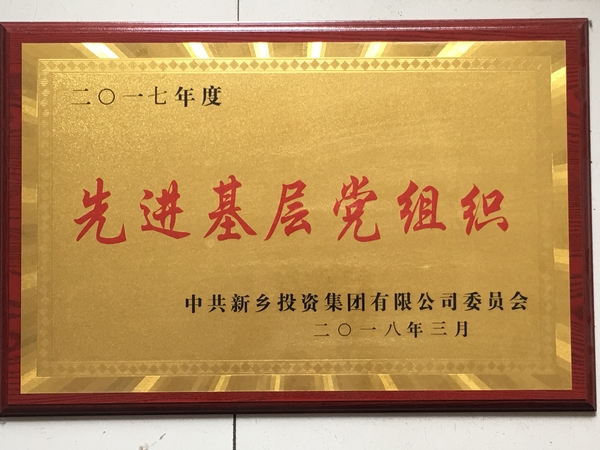 二〇一七年度
先进基层党组织
中共新乡投资集团有限公司委员会
二〇一八年三月